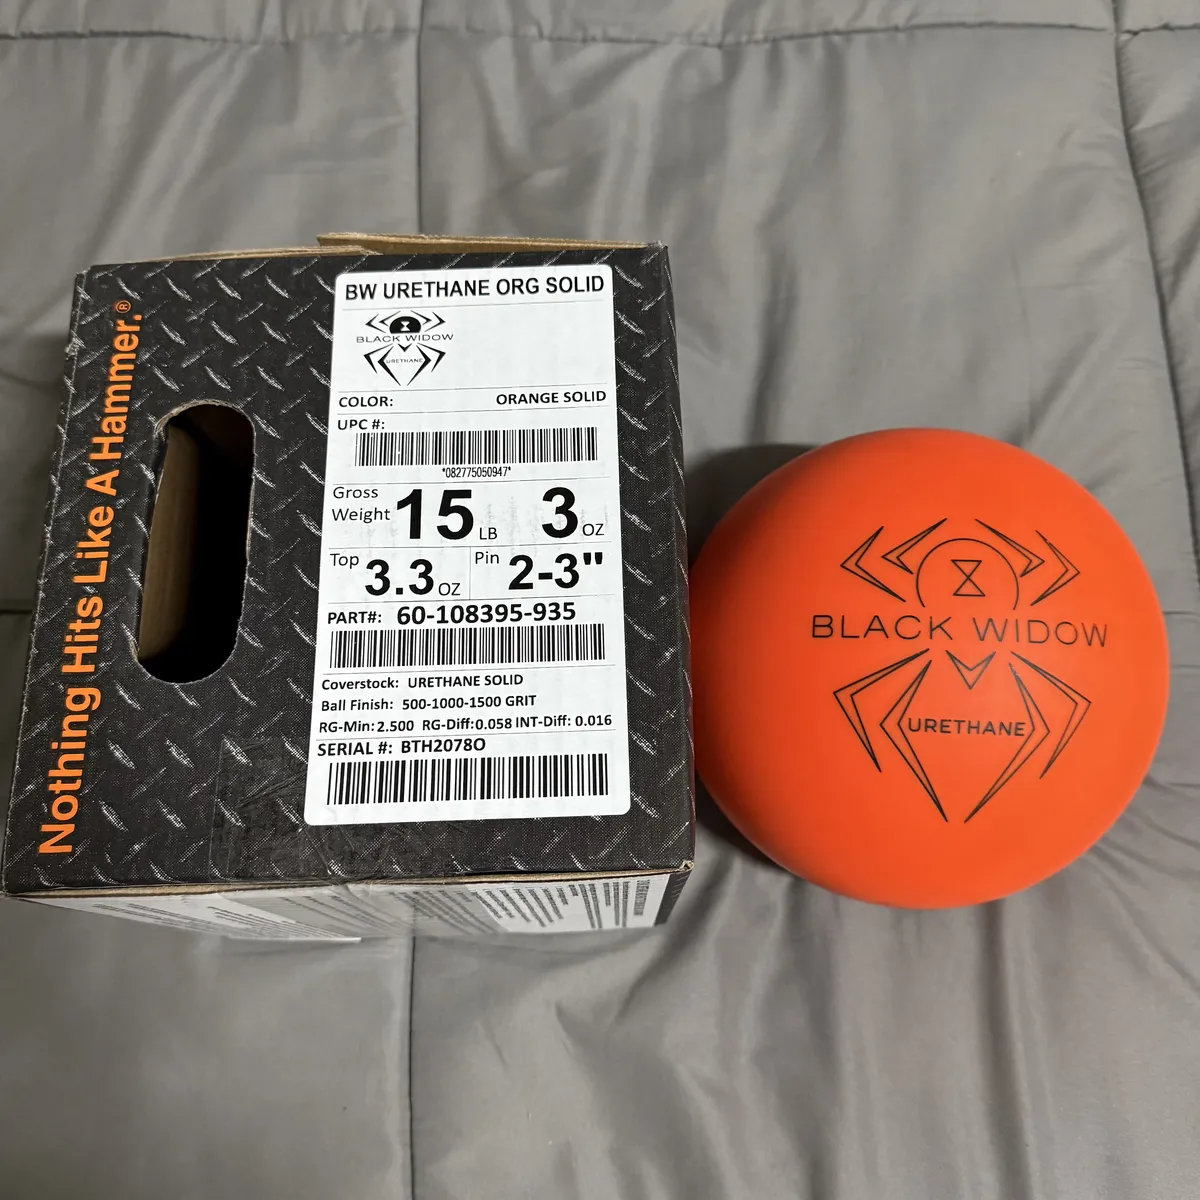 Nothing Hits Like A Hammer.®
BW URETHANE ORG SOLID
BLACK WIDOW
URETHANE
COLOR: ORANGE SOLID
UPC #:
*082775050947*
Gross Weight 15 LB 3 OZ
Top 3.3 OZ Pin 2-3"
PART#: 60-108395-935
Coverstock: URETHANE SOLID
Ball Finish: 500-1000-1500 GRIT
RG-Min: 2.500 RG-Diff: 0.058 INT-Diff: 0.016
SERIAL #: BTH2078O
BLACK WIDOW
URETHANE